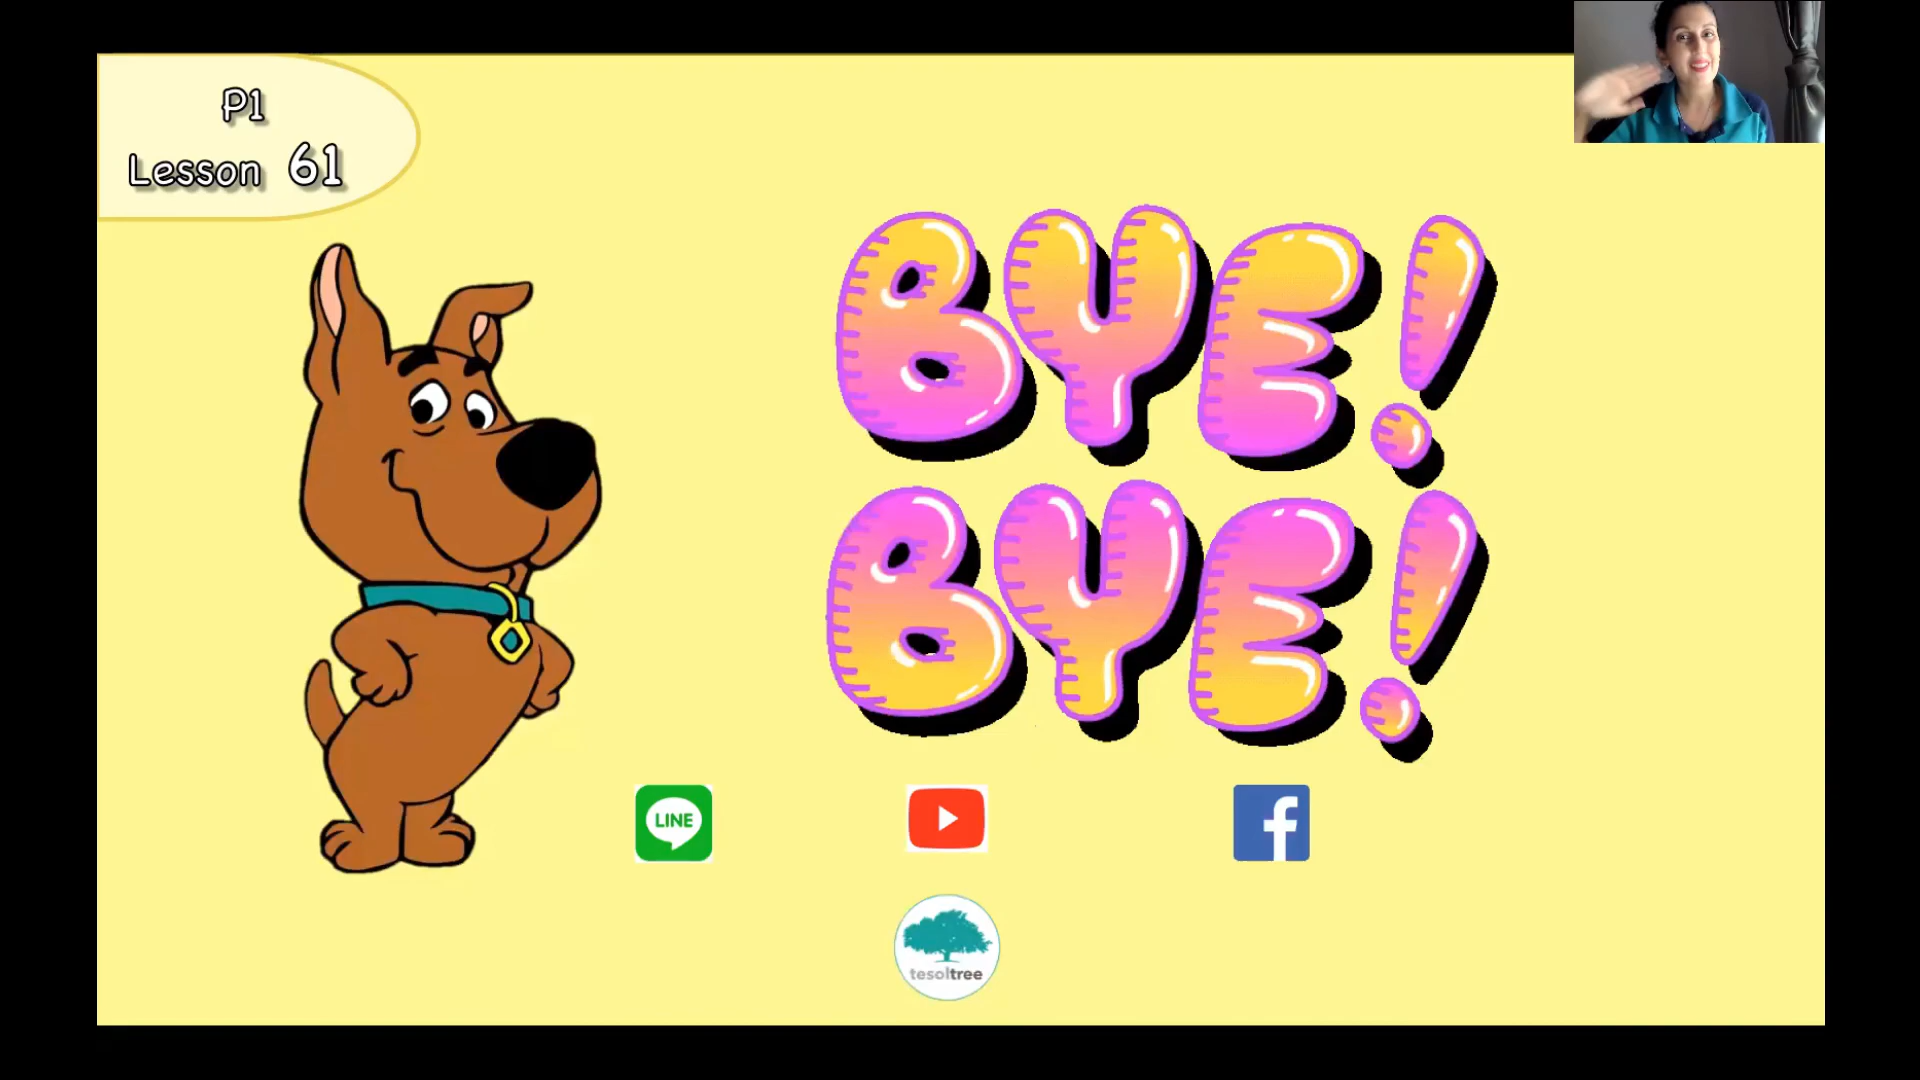 P1
Lesson 61
BYE!
BYE!
LINE
tesoltree